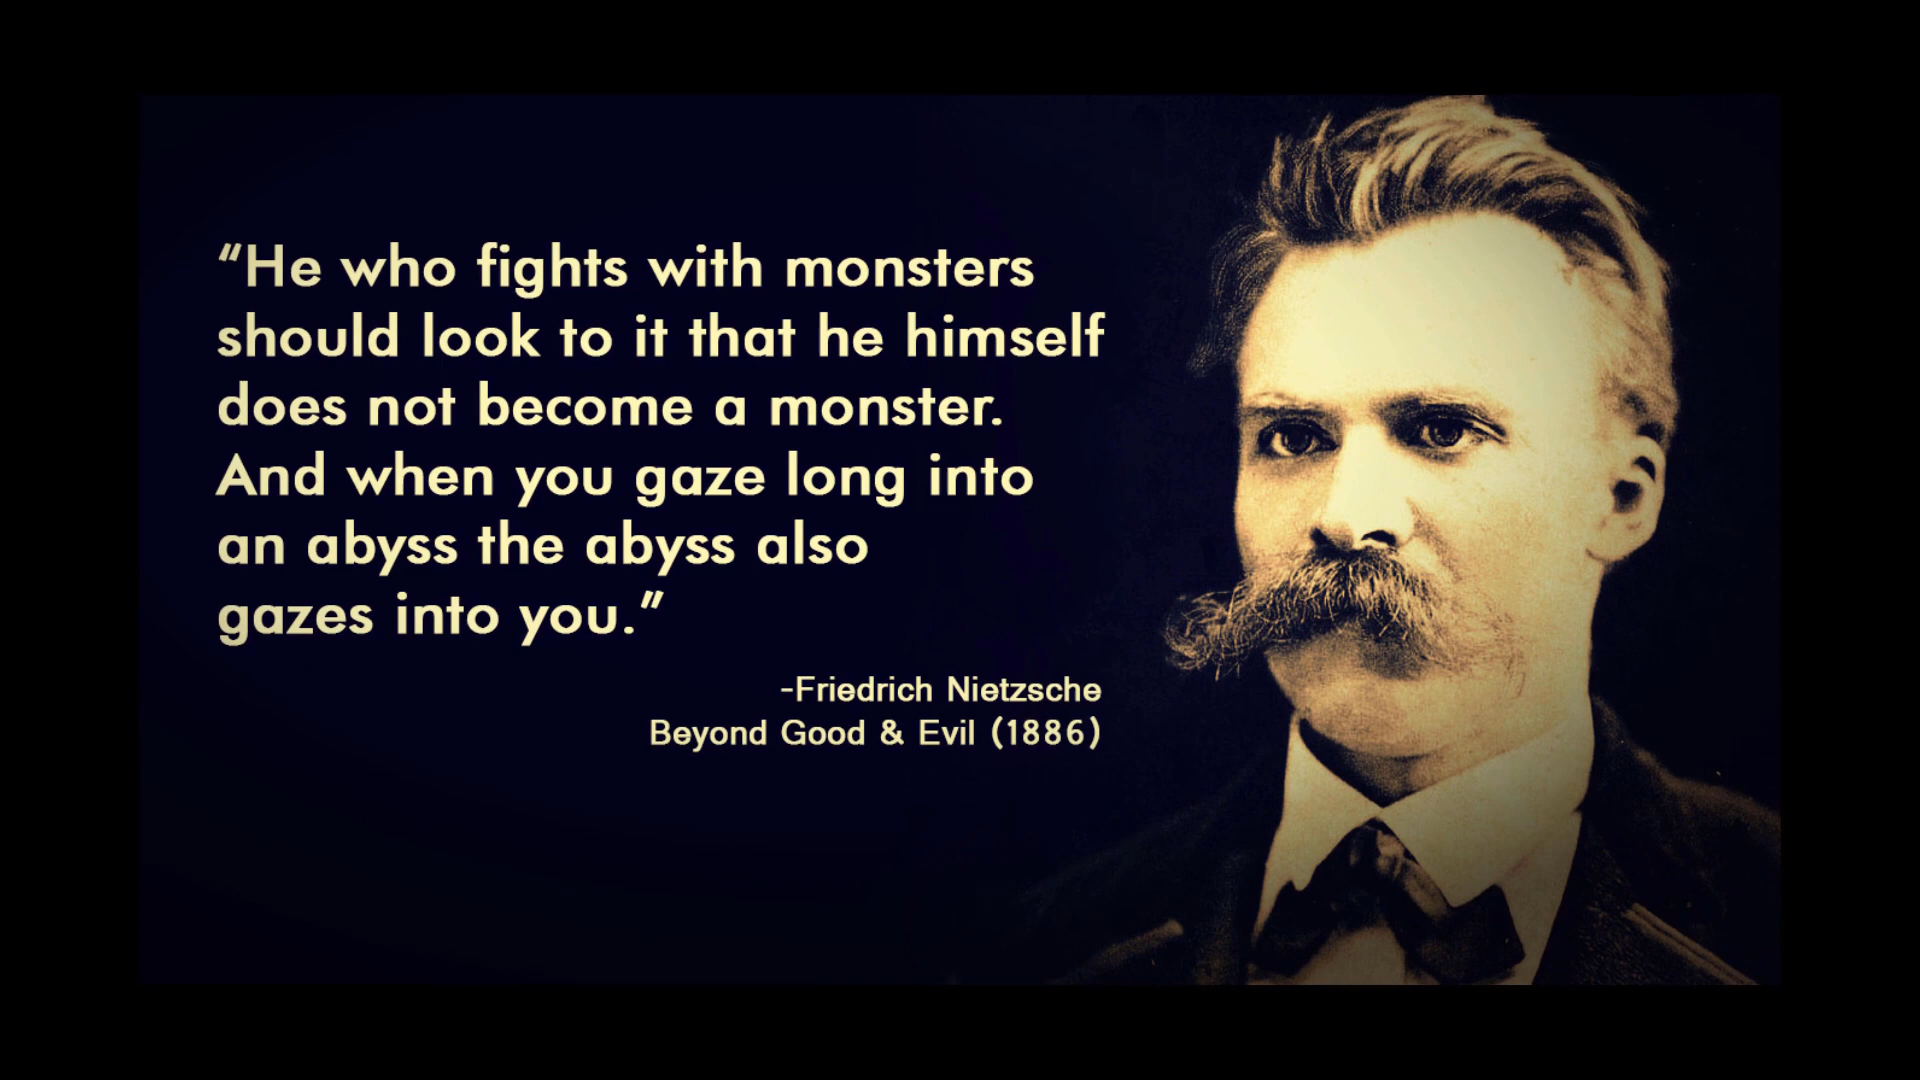 “He who fights with monsters
should look to it that he himself
does not become a monster.
And when you gaze long into
an abyss the abyss also
gazes into you.”
-Friedrich Nietzsche
Beyond Good & Evil (1886)